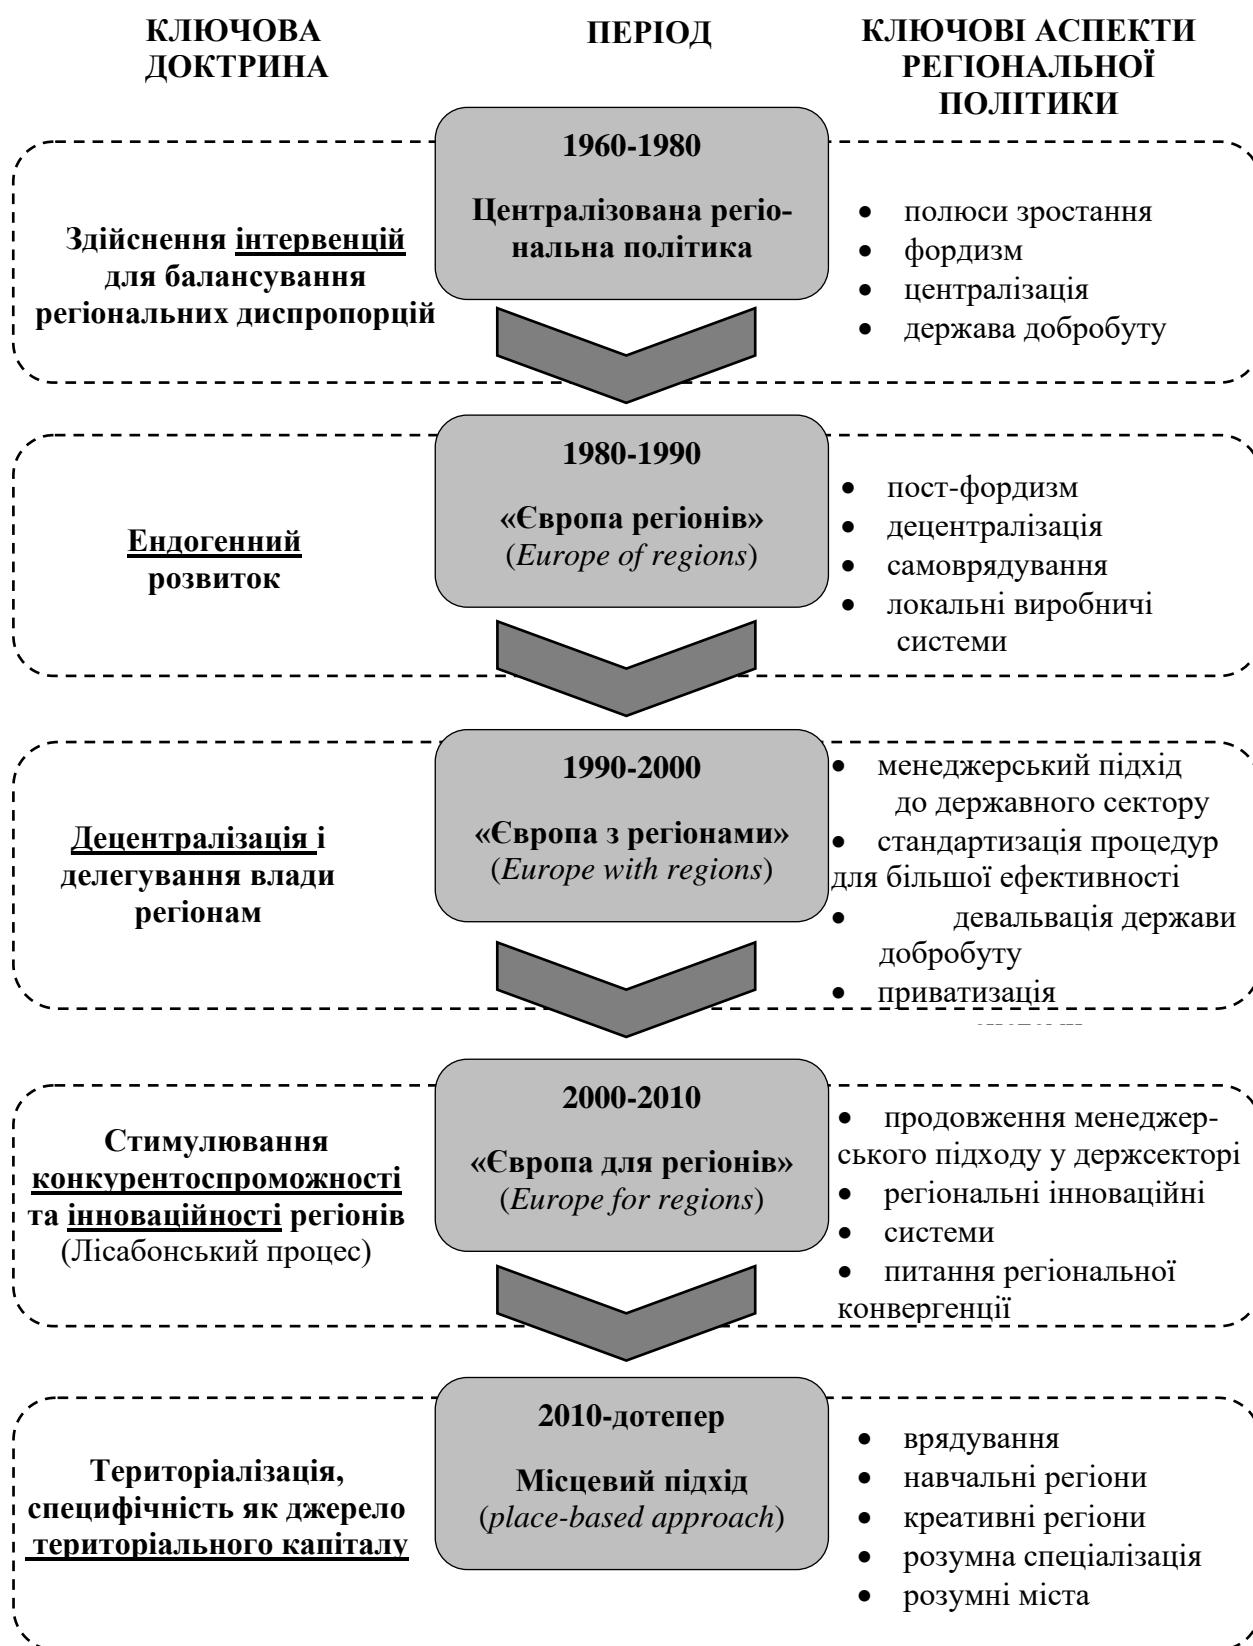 КЛЮЧОВА
ДОКТРИНА
ПЕРІОД
КЛЮЧОВІ АСПЕКТИ
РЕГІОНАЛЬНОЇ
ПОЛІТИКИ
Здійснення інтервенцій
для балансування
регіональних диспропорцій
1960-1980
Централізована регіо-
нальна політика
• полюси зростання
• фордизм
• централізація
• держава добробуту
Ендогенний
розвиток
1980-1990
«Європа регіонів»
(Europe of regions)
• пост-фордизм
• децентралізація
• самоврядування
• локальні виробничі
системи
Децентралізація і
делегування влади
регіонам
1990-2000
«Європа з регіонами»
(Europe with regions)
• менеджерський підхід
до державного сектору
• стандартизація процедур
для більшої ефективності
• девальвація держави
добробуту
• приватизація
Стимулювання
конкурентоспроможності
та інноваційності регіонів
(Лісабонський процес)
2000-2010
«Європа для регіонів»
(Europe for regions)
• продовження менеджер-
ського підходу у держсекторі
• регіональні інноваційні
• системи
• питання регіональної
конвергенції
Територіалізація,
специфічність як джерело
територіального капіталу
2010-дотепер
Місцевий підхід
(place-based approach)
• врядування
• навчальні регіони
• креативні регіони
• розумна спеціалізація
• розумні міста